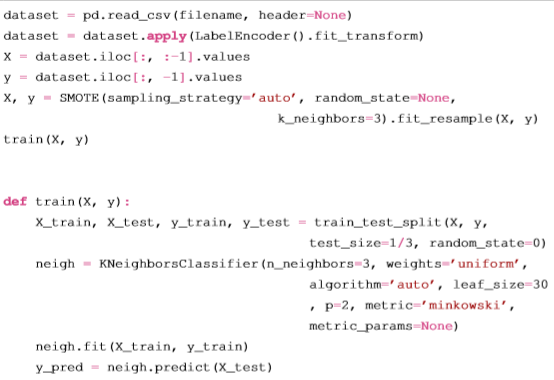 dataset = pd.read_csv(filename, header=None)
dataset = dataset.apply(LabelEncoder().fit_transform)
X = dataset.iloc[:, :-1].values
y = dataset.iloc[:, -1].values
X, y = SMOTE(sampling_strategy='auto', random_state=None,
k_neighbors=3).fit_resample(X, y)
train(X, y)
def train(X, y):
X_train, X_test, y_train, y_test = train_test_split(X, y,
test_size=1/3, random_state=0)
neigh = KNeighborsClassifier(n_neighbors=3, weights='uniform',
algorithm='auto', leaf_size=30
, p=2, metric='minkowski',
metric_params=None)
neigh.fit(X_train, y_train)
y_pred = neigh.predict(X_test)